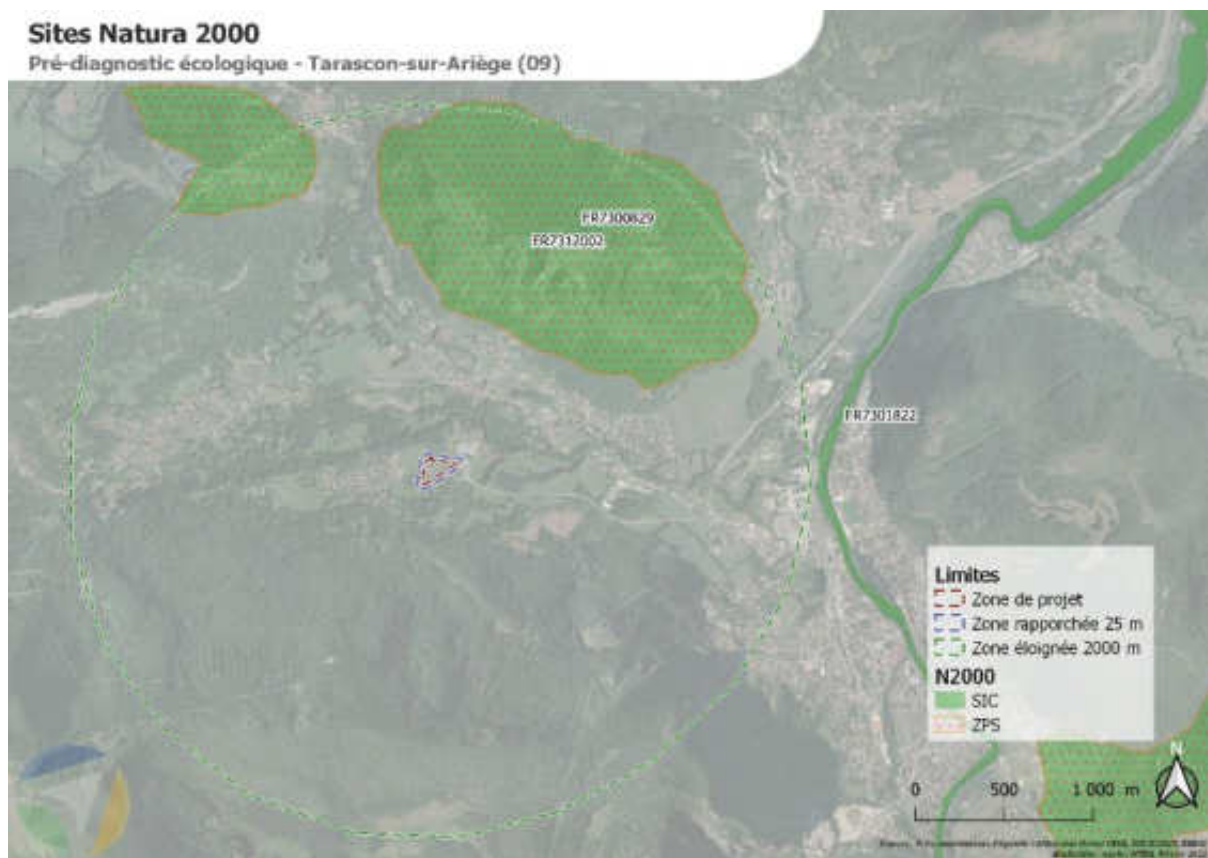 Sites Natura 2000
Pré-diagnostic écologique - Tarascon-sur-Ariège (09)
FR7300829
FR7312002
FR7301822
Limites
Zone de projet
Zone rapporchée 25 m
Zone éloignée 2000 m
N2000
SIC
ZPS
N
0 500 1 000 m